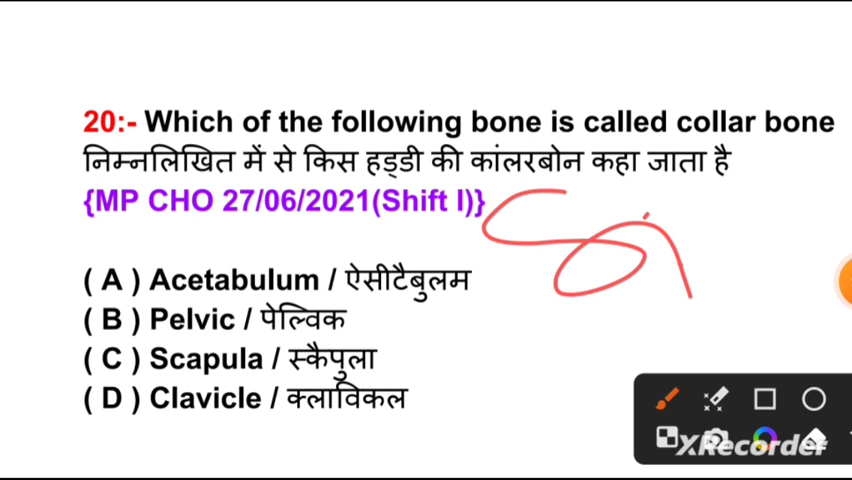 20:- Which of the following bone is called collar bone
निम्नलिखित में से किस हड्डी की कांलरबोन कहा जाता है
{MP CHO 27/06/2021(Shift I)}
( A ) Acetabulum / ऐसीटैबुलम
( B ) Pelvic / पेल्विक
( C ) Scapula / स्कैपुला
( D ) Clavicle / क्लाविकल
XRecorder